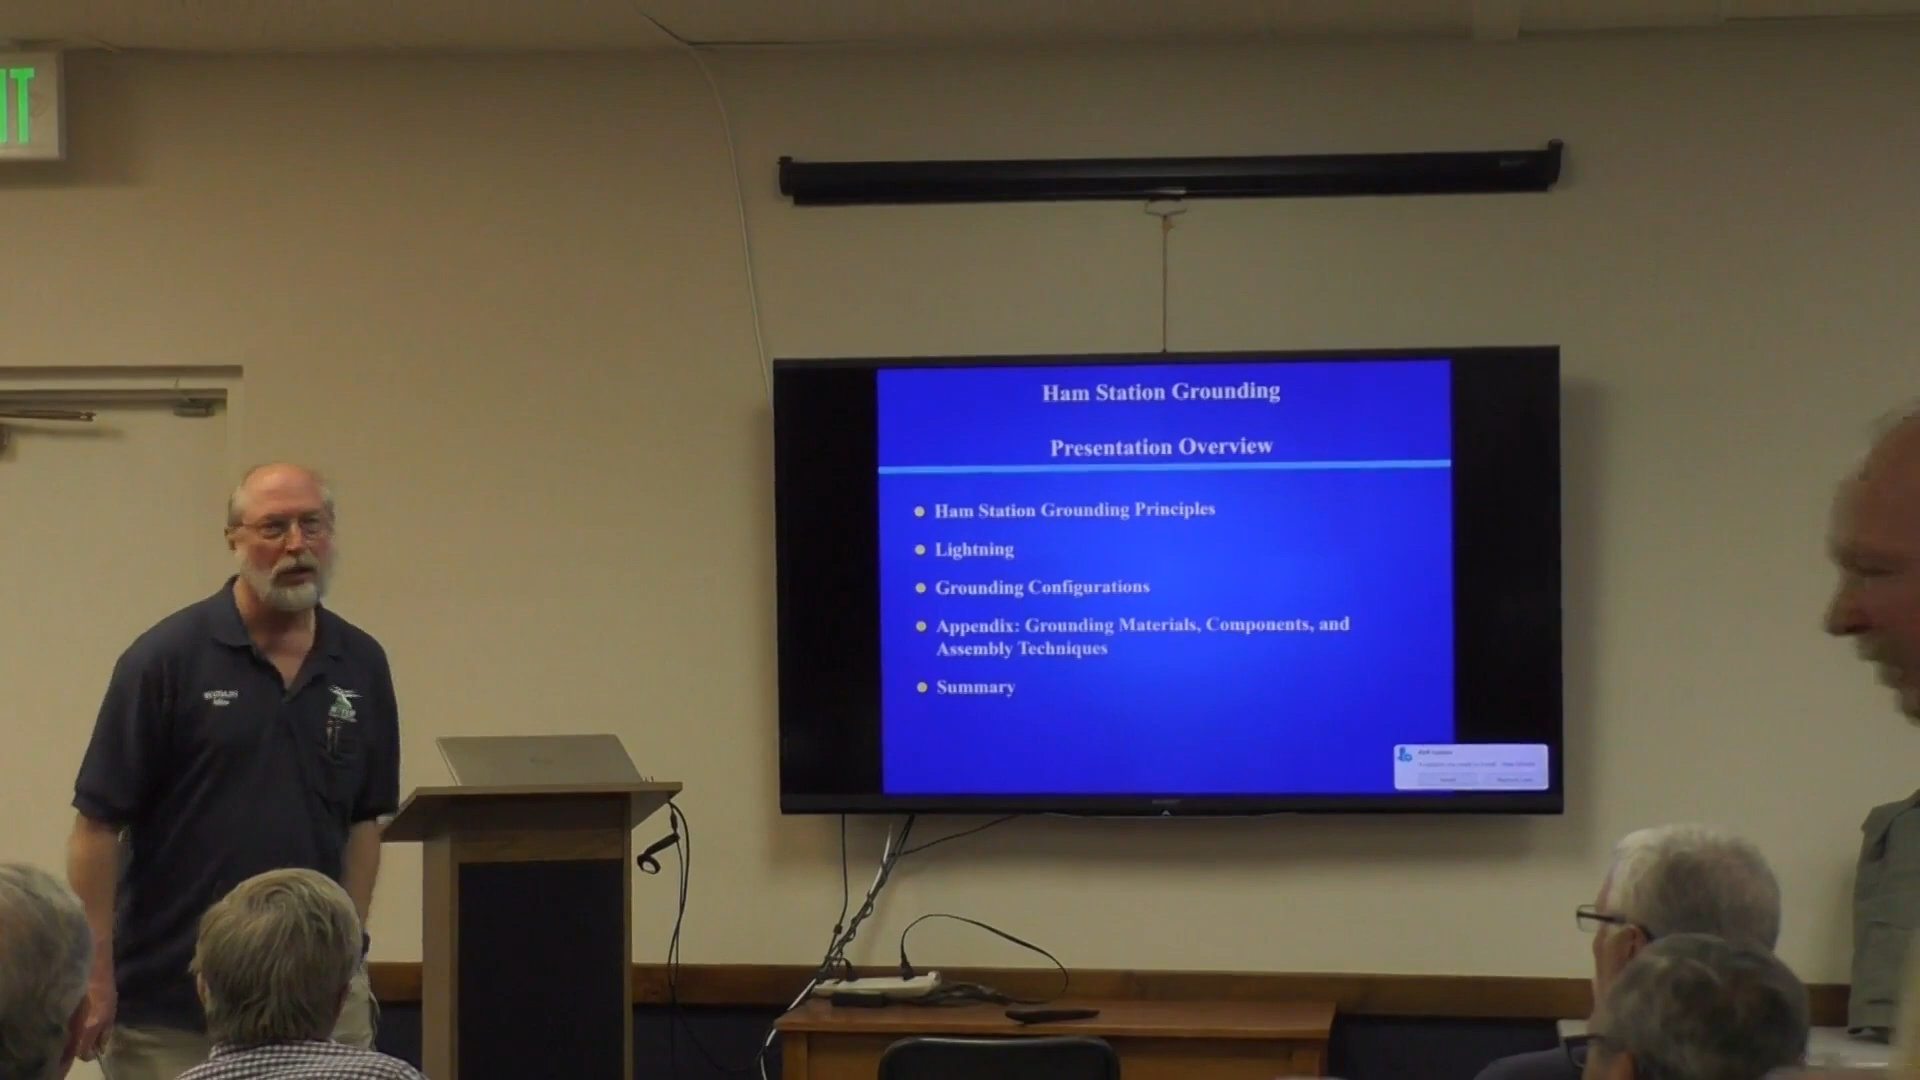 IT
Ham Station Grounding
Presentation Overview
Ham Station Grounding Principles
Lightning
Grounding Configurations
Appendix: Grounding Materials, Components, and
Assembly Techniques
Summary